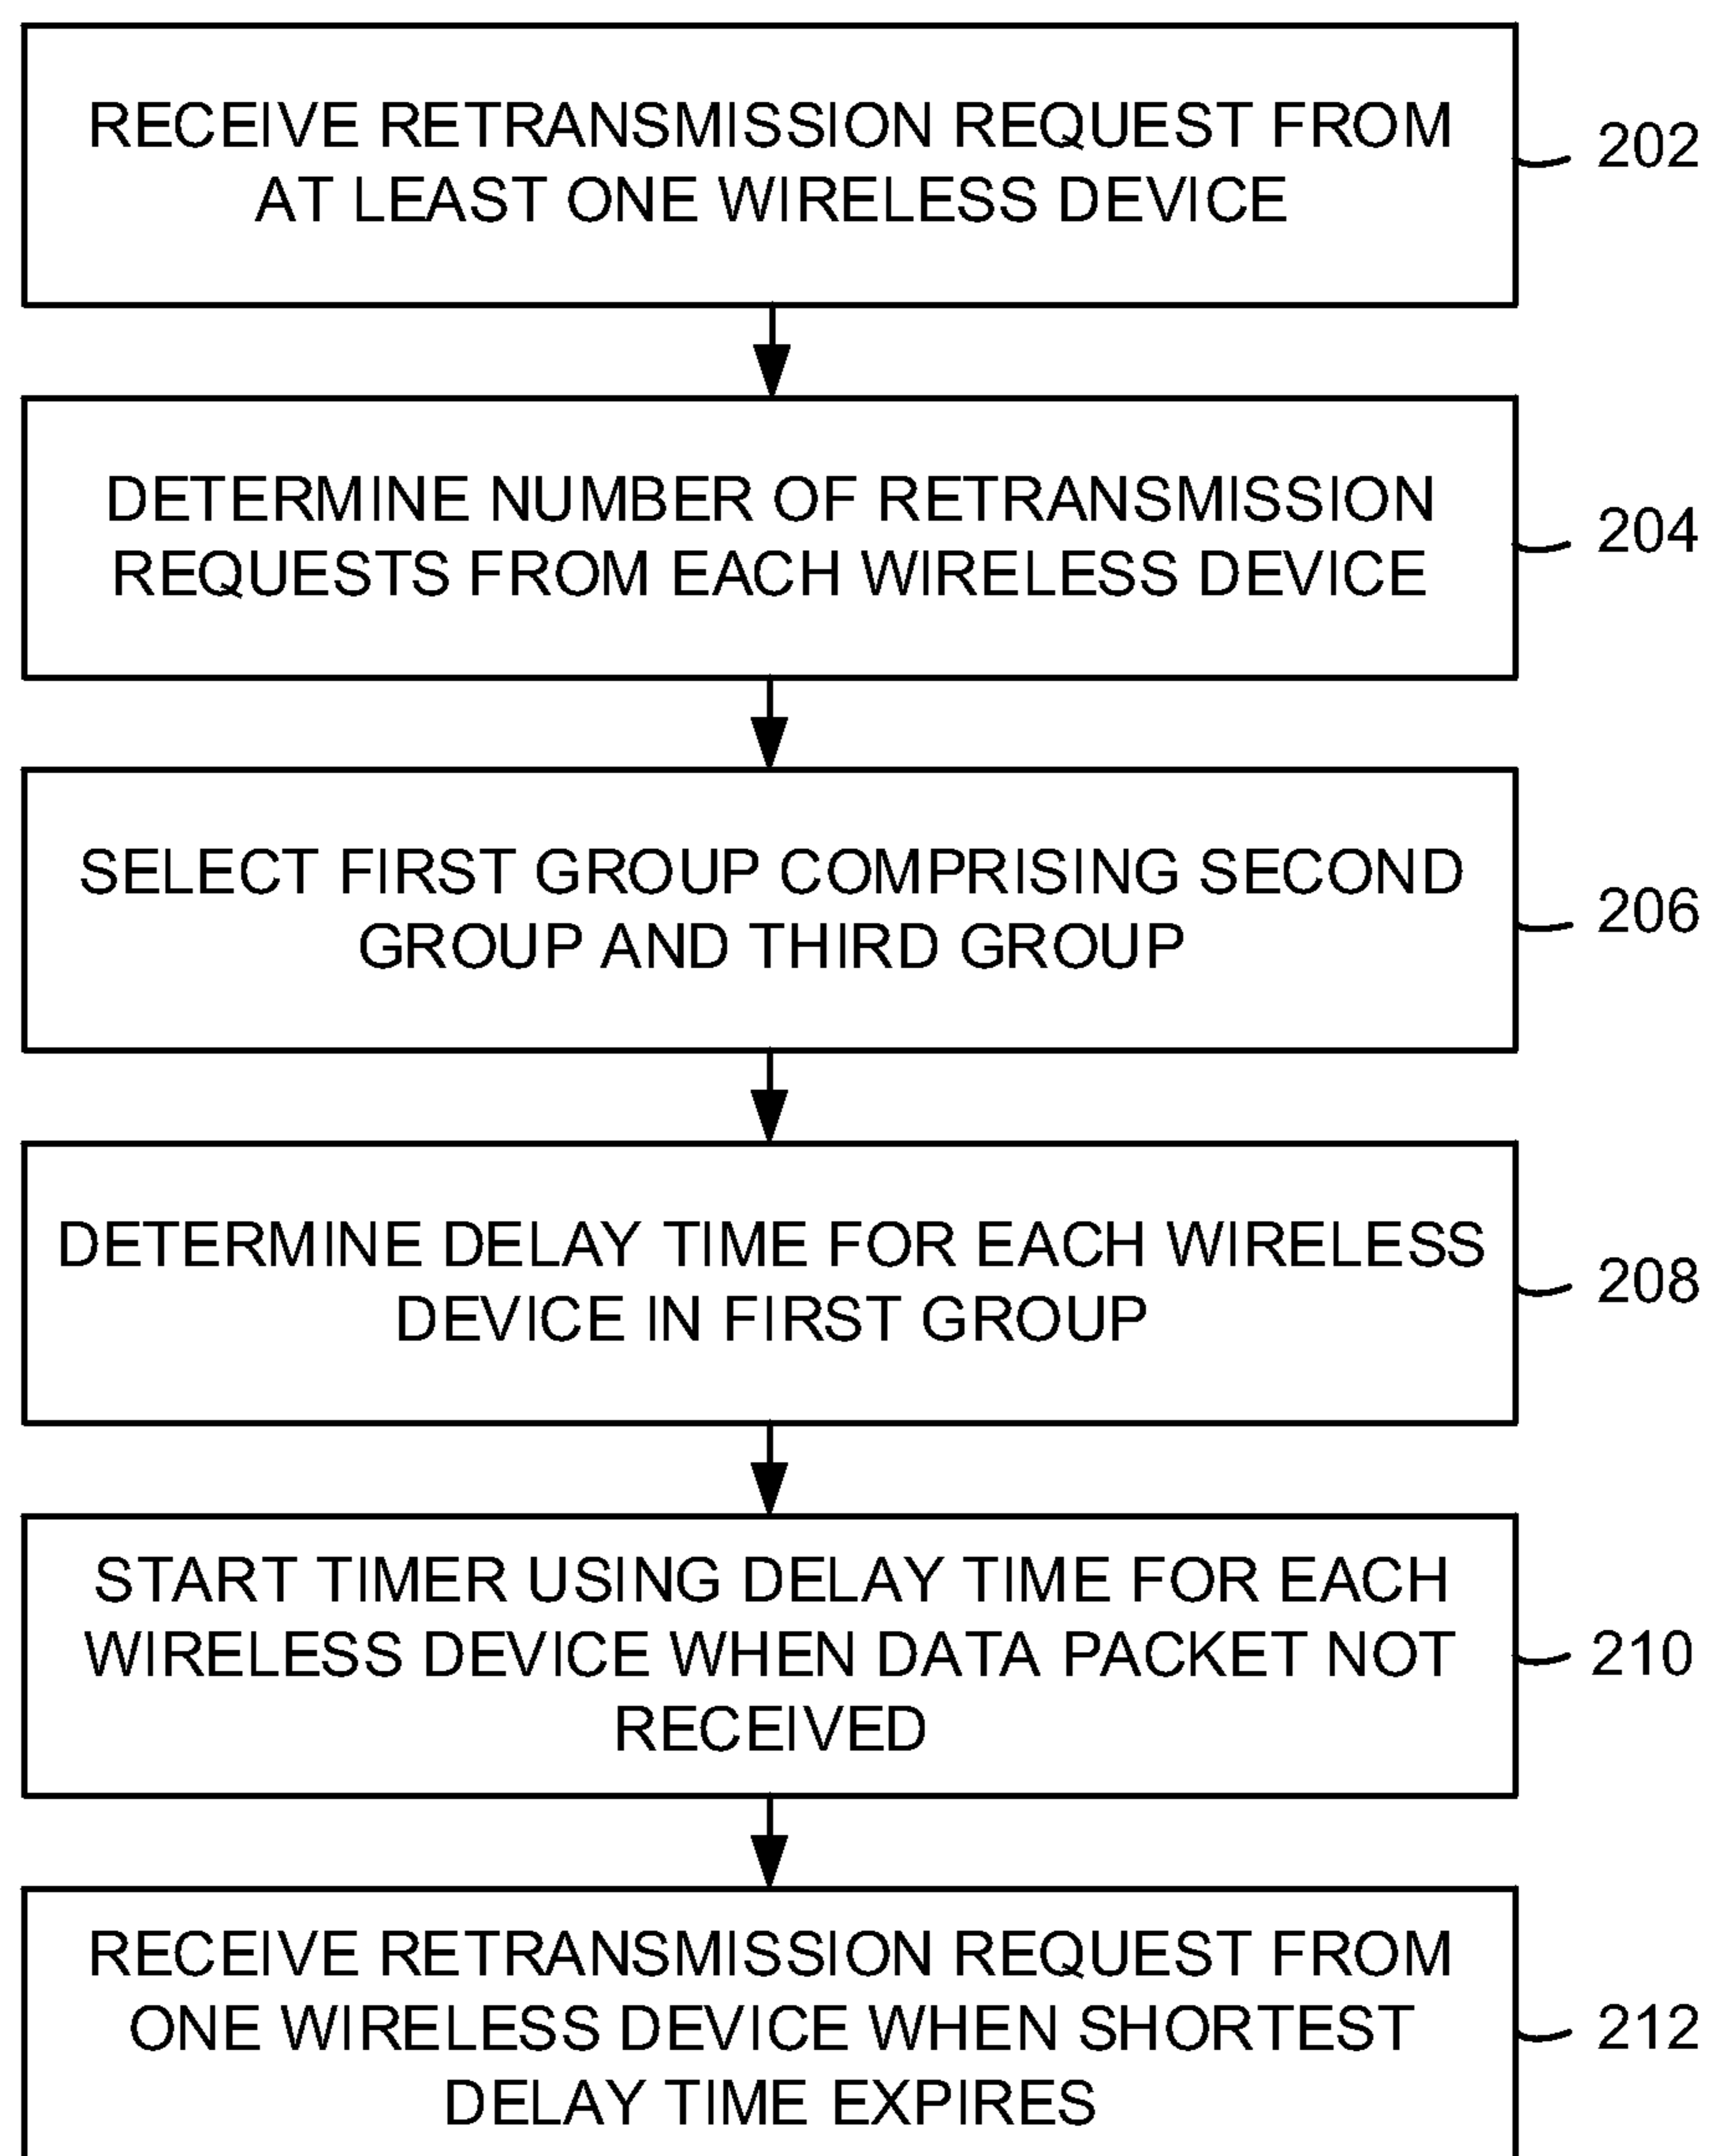 RECEIVE RETRANSMISSION REQUEST FROM
AT LEAST ONE WIRELESS DEVICE
202
DETERMINE NUMBER OF RETRANSMISSION
REQUESTS FROM EACH WIRELESS DEVICE
204
SELECT FIRST GROUP COMPRISING SECOND
GROUP AND THIRD GROUP
206
DETERMINE DELAY TIME FOR EACH WIRELESS
DEVICE IN FIRST GROUP
208
START TIMER USING DELAY TIME FOR EACH
WIRELESS DEVICE WHEN DATA PACKET NOT
RECEIVED
210
RECEIVE RETRANSMISSION REQUEST FROM
ONE WIRELESS DEVICE WHEN SHORTEST
DELAY TIME EXPIRES
212